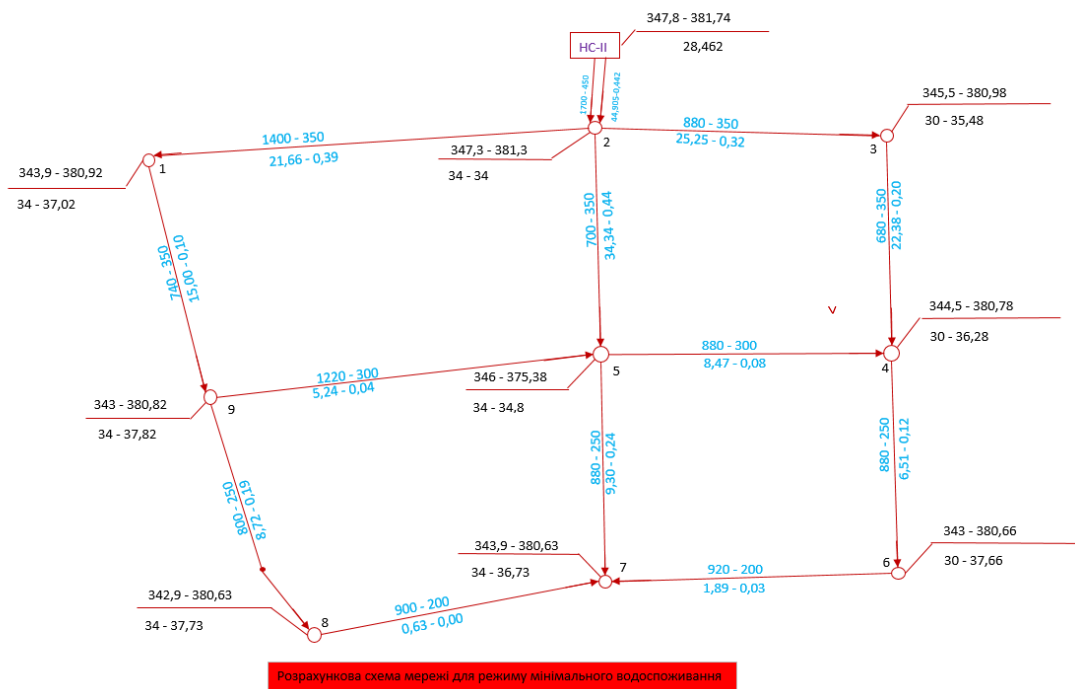 347,8 - 381,74
НС-ІІ
28,462
1700 - 450
44,905-0,442
345,5 - 380,98
30 - 35,48
1400 - 350
21,66 - 0,39
880 - 350
25,25 - 0,32
2
3
347,3 - 381,3
34 - 34
1
343,9 - 380,92
34 - 37,02
740 - 350
15,00 - 0,10
700 - 350
34,34 - 0,44
680 - 350
22,38 - 0,20
v
344,5 - 380,78
30 - 36,28
880 - 300
8,47 - 0,08
4
5
1220 - 300
5,24 - 0,04
346 - 375,38
34 - 34,8
343 - 380,82
34 - 37,82
9
800 - 250
8,72 - 0,19
880 - 250
9,30 - 0,24
880 - 250
6,51 - 0,12
343,9 - 380,63
34 - 36,73
7
920 - 200
1,89 - 0,03
6
343 - 380,66
30 - 37,66
342,9 - 380,63
34 - 37,73
8
900 - 200
0,63 - 0,00
Розрахункова схема мережі для режиму мінімального водоспоживання